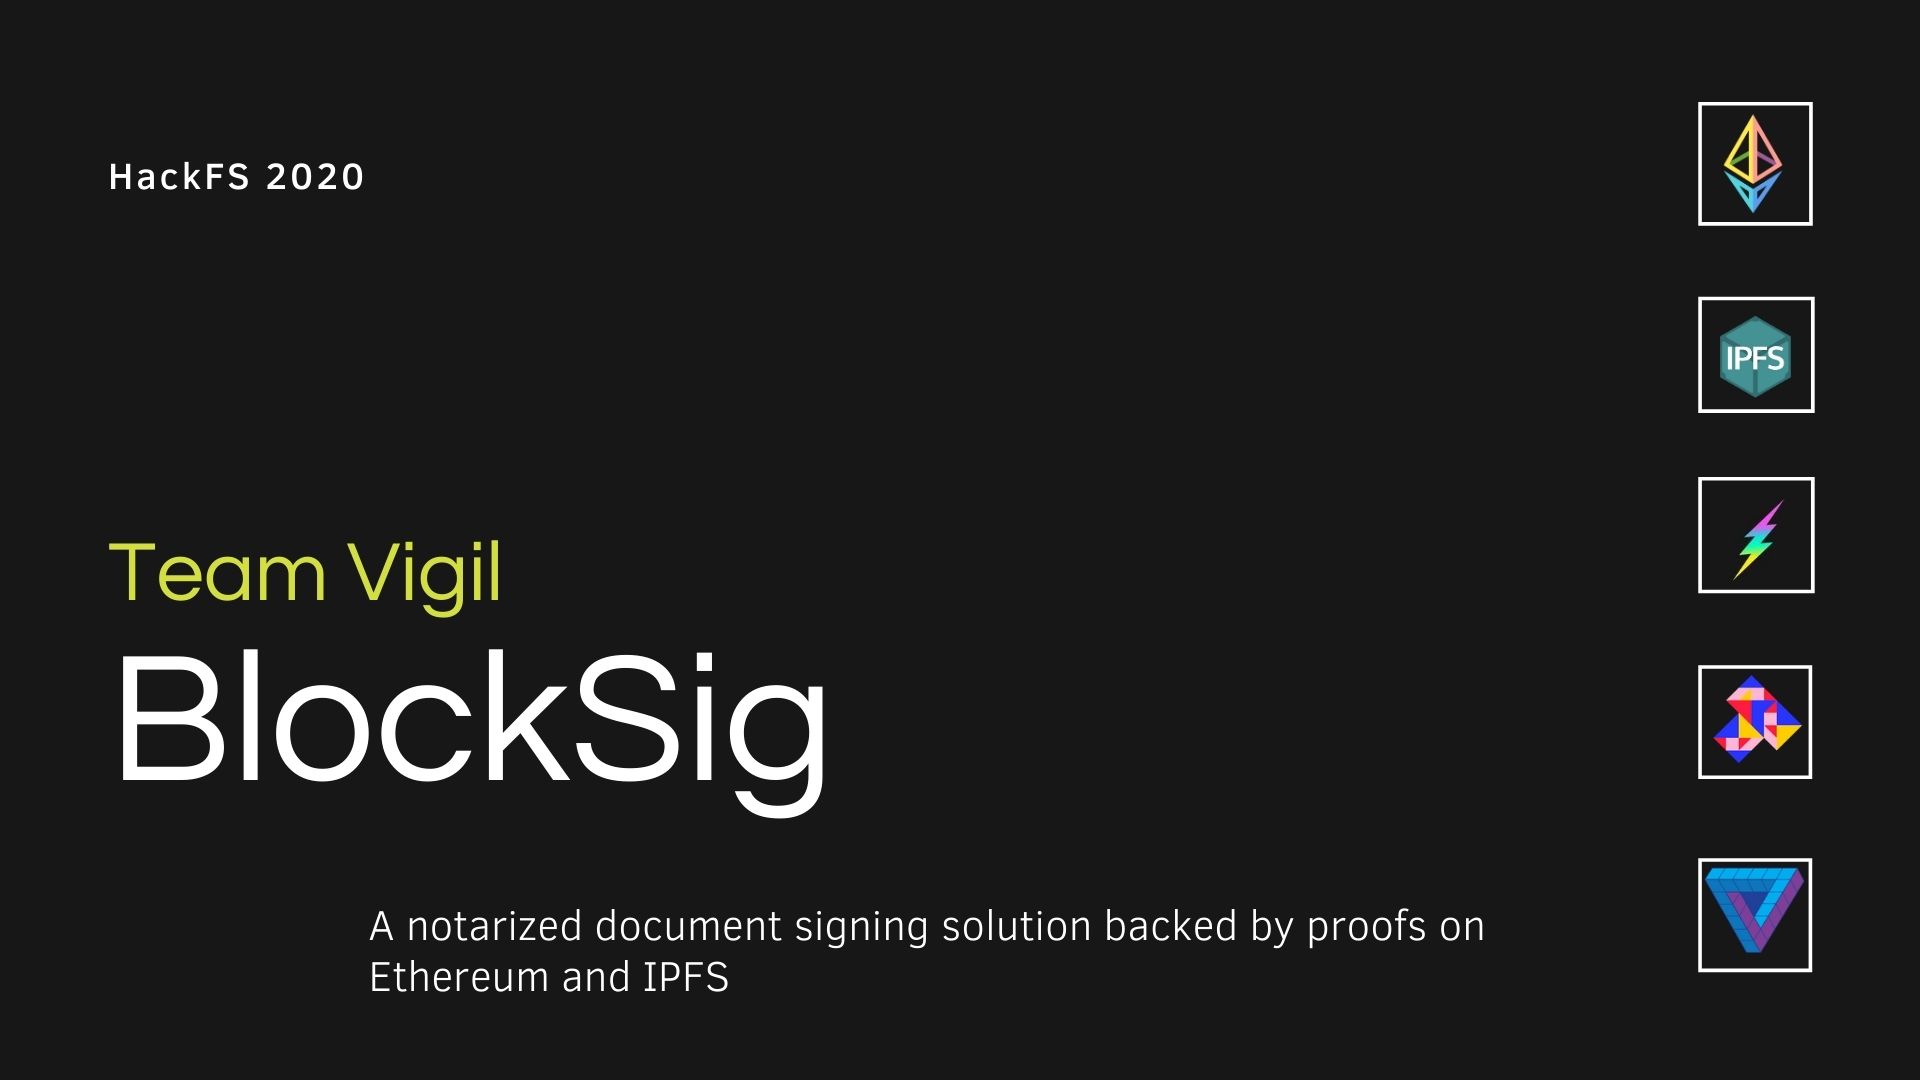 HackFS 2020
IPFS
Team Vigil
BlockSig
A notarized document signing solution backed by proofs on
Ethereum and IPFS